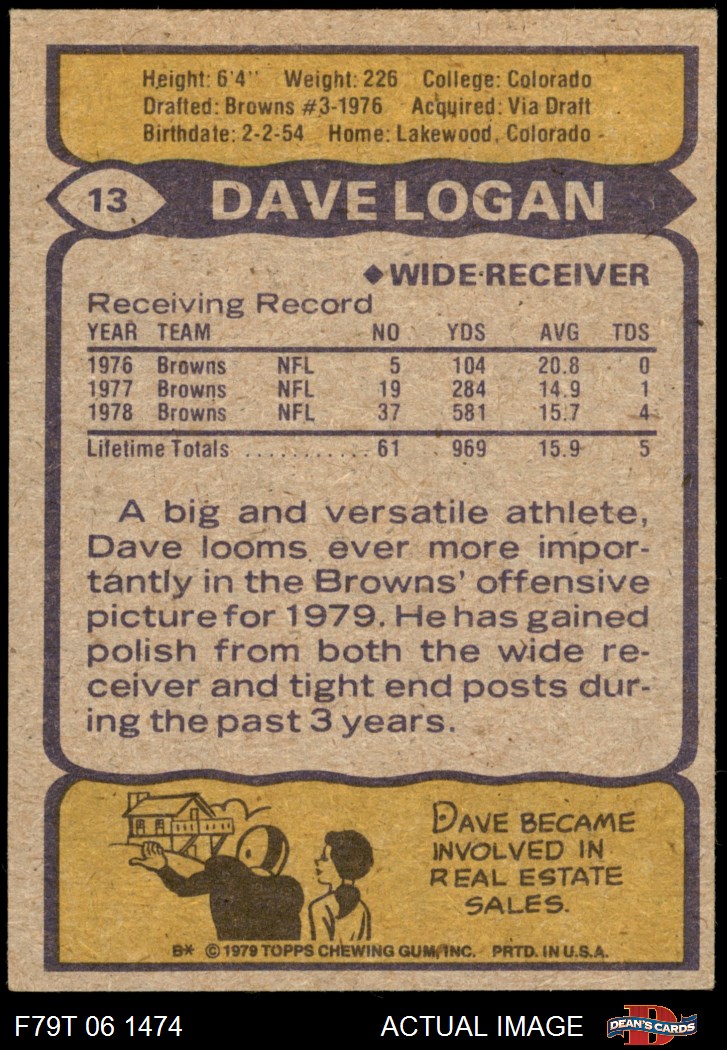 Height: 6'4" Weight: 226 College: Colorado
Drafted: Browns #3-1976 Acquired: Via Draft
Birthdate: 2-2-54 Home: Lakewood, Colorado
13 DAVE LOGAN
◆WIDE-RECEIVER
Receiving Record
YEAR TEAM NO YDS AVG TDS
1976 Browns NFL 5 104 20.8 0
1977 Browns NFL 19 284 14.9 1
1978 Browns NFL 37 581 15.7 4
Lifetime Totals ........... 61 969 15.9 5
A big and versatile athlete,
Dave looms ever more impor-
tantly in the Browns' offensive
picture for 1979. He has gained
polish from both the wide re-
ceiver and tight end posts dur-
ing the past 3 years.
DAVE BECAME
INVOLVED IN
REAL ESTATE
SALES.
B* © 1979 TOPPS CHEWING GUM, INC. PRTD. IN U.S.A.
F79T 06 1474 ACTUAL IMAGE D DEAN'S CARDS